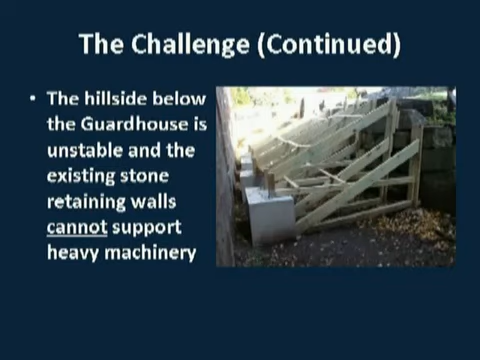 The Challenge (Continued)
• The hillside below
the Guardhouse is
unstable and the
existing stone
retaining walls
cannot support
heavy machinery